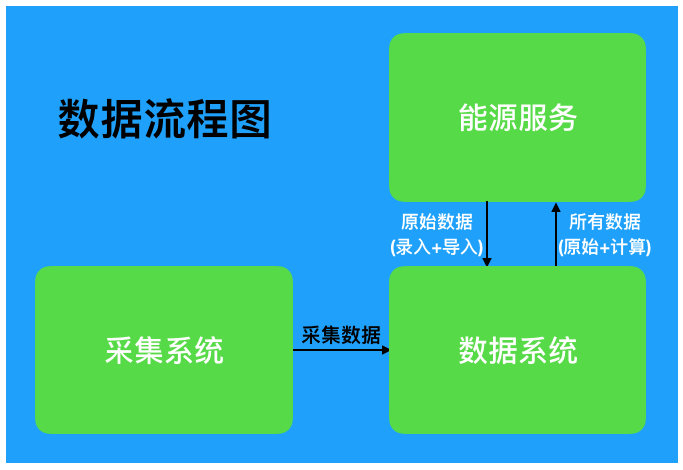 数据流程图
能源服务
原始数据
(录入+导入)
所有数据
(原始+计算)
采集系统
采集数据
数据系统